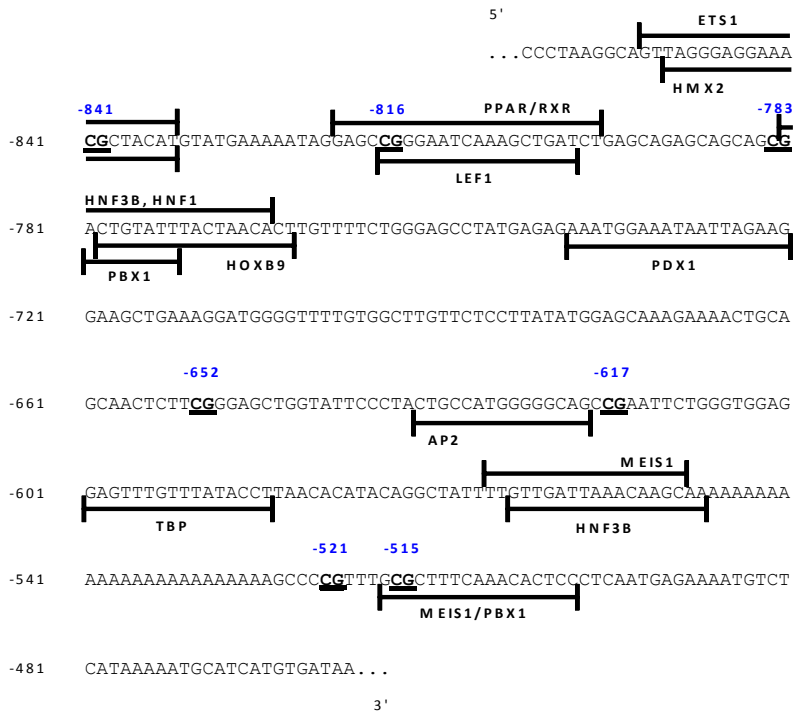 5'
ETS1
...CCCTAAGGCAGTTAGGGAGGAAA
HMX2
-841 -816 PPAR/RXR -783
-841 CGCTACATGTATGAAAAATAGGAGCCCGGGAATCAAAGCTGATCTGAGCAGAGCAGCAGCG
LEF1
HNF3B, HNF1
-781 ACTGTATTTACTAACACTTGTTTTCTGGGAGCCTATGAGAGAAATGGAAATAATTAGAAG
PBX1 HOXB9 PDX1
-721 GAAGCTGAAAGGATGGGGTTTTGTGGCTTGTTCTCCTTATATGGAGCAAAGAAAACTGCA
-652 -617
-661 GCAACTCTTCGGGAGCTGGTATTCCCTACTGCCATGGGGGCAGCCGAATTCTGGGTGGAG
AP2
MEIS1
-601 GAGTTTGTTTATACCTTAACACATACAGGCTATTTTGTTGATTAAACAAGCAAAAAAAAA
TBP HNF3B
-521 -515
-541 AAAAAAAAAAAAAAAAGCCCCGTTTGCGCTTTCAAACACTCCCTCAATGAGAAAATGTCT
MEIS1/PBX1
-481 CATAAAAATGCATCATGTGATAA...
3'